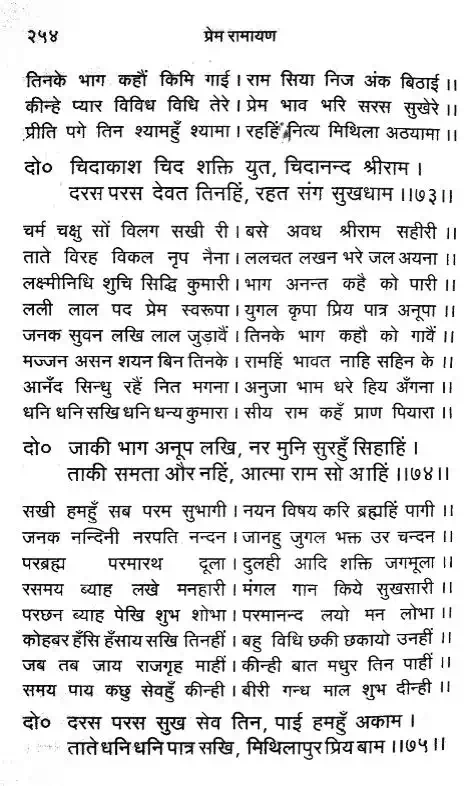 २५४ प्रेम रामायण
तिनके भाग कहौं किमि गाई। राम सिया निज अंक बिठाई।।
कीन्हे प्यार विविध विधि तेरे। प्रेम भाव भरि सरस सुखेरे।।
प्रीति पगे तिन श्यामहुँ श्यामा। रहहिं नित्य मिथिला अठयामा।।
दो० चिदाकाश चिद शक्ति युत, चिदानन्द श्रीराम।
दरस परस देवत तिनहिं, रहत संग सुखधाम।।७३।।
चर्म चक्षु सों विलग सखी री। बसे अवध श्रीराम सहीरी।।
ताते विरह विकल नृप नैना। ललचत लखन भरे जल अयना।।
लक्ष्मीनिधि शुचि सिद्धि कुमारी। भाग अनन्त कहै को पारी।।
लली लाल पद प्रेम स्वरूपा। युगल कृपा प्रिय पात्र अनूपा।।
जनक सुवन लखि लाल जुड़ावैं। तिनके भाग कहौ को गावैं।।
मज्जन असन शयन बिन तिनके। रामहिं भावत नाहि सहिन के।।
आनँद सिन्धु रहैं नित मगना। अनुजा भाम धरे हिय अँगना।।
धनि धनि सखि धनि धन्य कुमारा। सीय राम कहँ प्राण पियारा।।
दो० जाकी भाग अनूप लखि, नर मुनि सुरहुँ सिहाहिं।
ताकी समता और नहिं, आत्मा राम सो आहिं।।७४।।
सखी हमहुँ सब परम सुभागी। नयन विषय करि ब्रह्महिं पागी।।
जनक नन्दिनी नरपति नन्दन। जानहु जुगल भक्त उर चन्दन।।
परब्रह्म परमारथ दूला। दुलही आदि शक्ति जगमूला।।
रसमय ब्याह लखे मनहारी। मंगल गान किये सुखसारी।।
परछन ब्याह पेखि शुभ शोभा। परमानन्द लयो मन लोभा।।
कोहबर हँसि हँसाय सखि तिनहीं। बहु विधि छकी छकायो उनहीं।।
जब तब जाय राजगृह माहीं। कीन्ही बात मधुर तिन पाहीं।।
समय पाय कछु सेवहुँ कीन्ही। बीरी गन्ध माल शुभ दीन्ही।।
दो० दरस परस सुख सेव तिन, पाई हमहुँ अकाम।
ताते धनि धनि पात्र सखि, मिथिलापुर प्रिय बाम।।७५।।